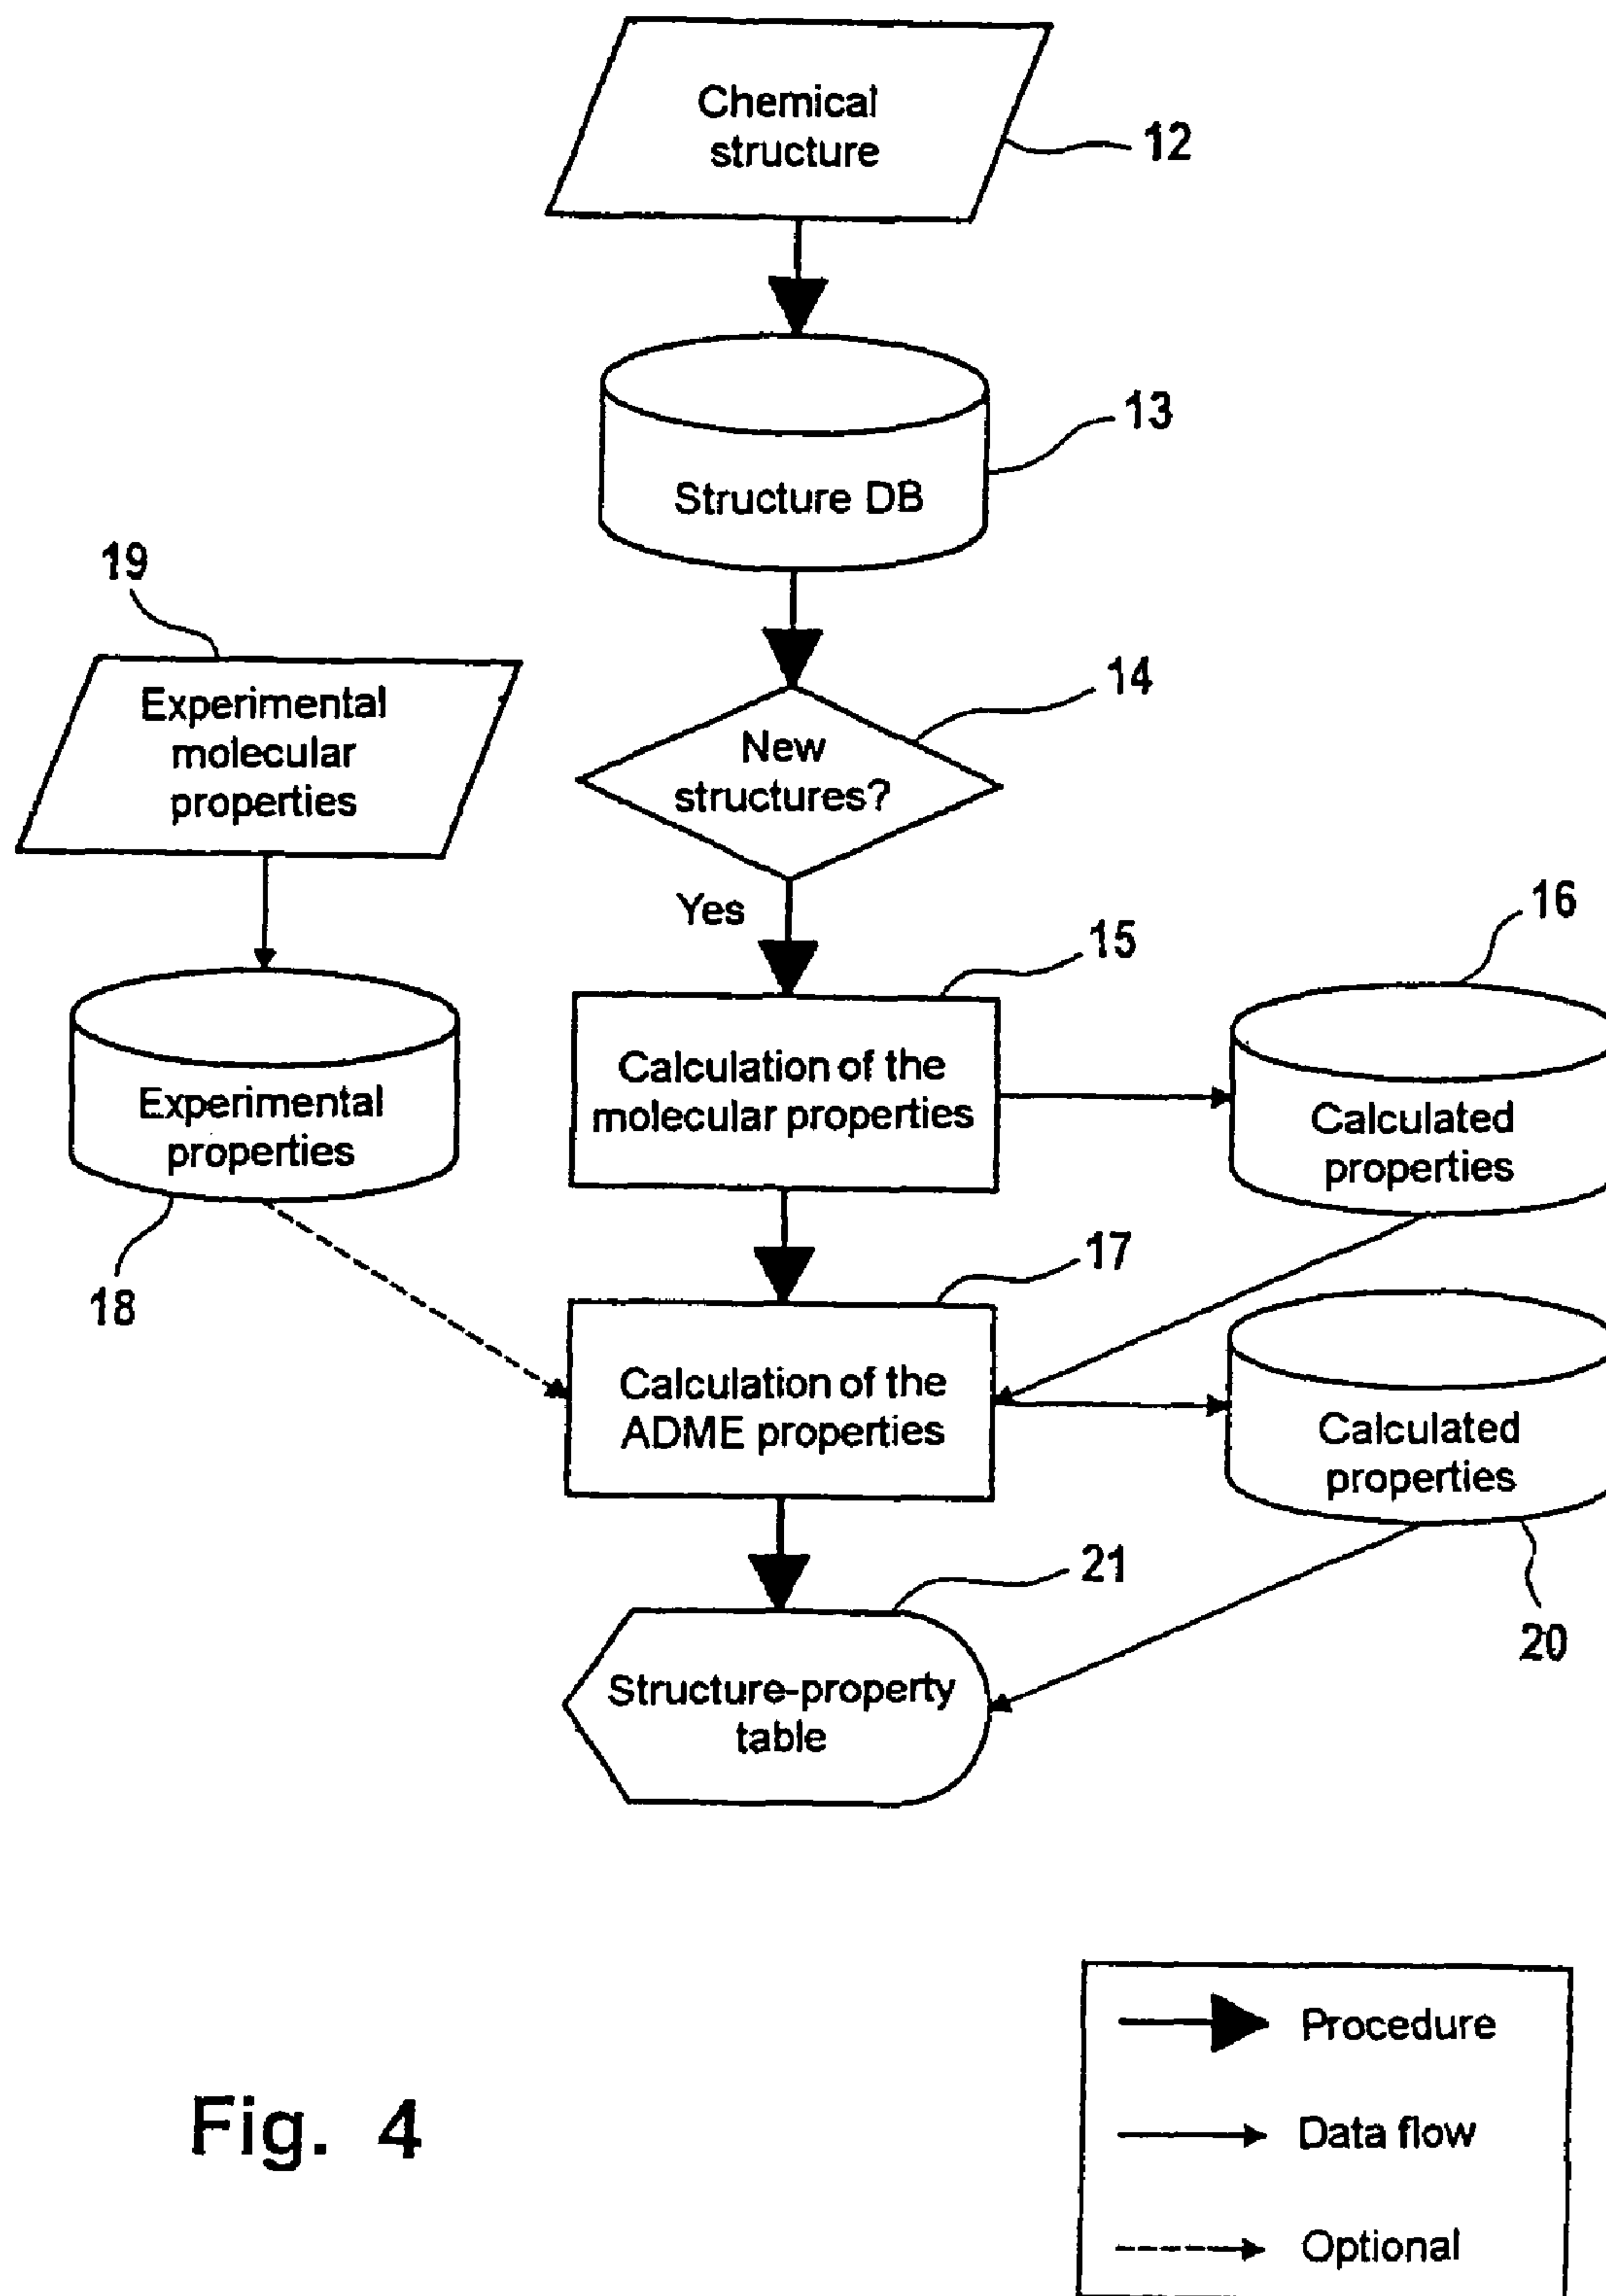 Chemical
structure
12
13
Structure DB
19
14
Experimental
molecular
properties
New
structures?
Yes
16
15
Experimental
properties
Calculation of the
molecular properties
Calculated
properties
18
17
Calculation of the
ADME properties
Calculated
properties
21
20
Structure-property
table
Procedure
Data flow
Optional
Fig. 4